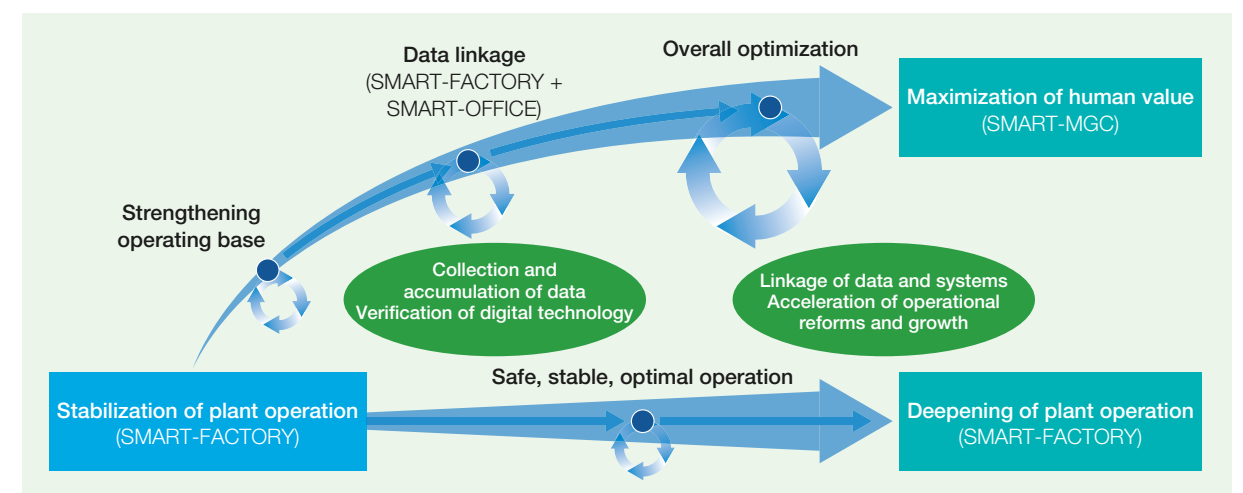 Overall optimization
Data linkage
(SMART-FACTORY +
SMART-OFFICE)
Maximization of human value
(SMART-MGC)
Strengthening
operating base
Collection and
accumulation of data
Verification of digital technology
Linkage of data and systems
Acceleration of operational
reforms and growth
Safe, stable, optimal operation
Stabilization of plant operation
(SMART-FACTORY)
Deepening of plant operation
(SMART-FACTORY)